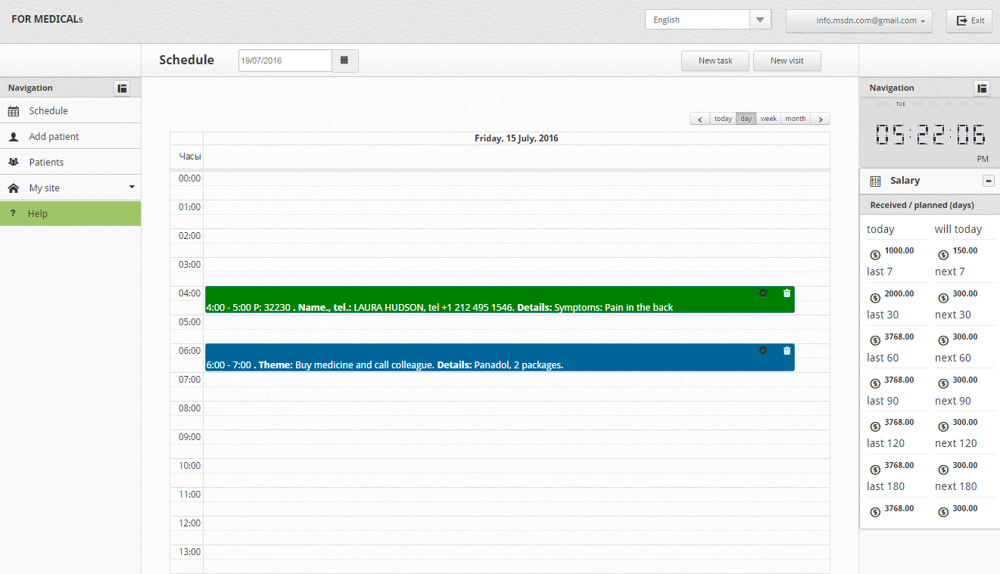 FOR MEDICALs
English
info.msdn.com@gmail.com
Exit
Schedule
19/07/2016
New task
New visit
Navigation
Schedule
Add patient
Patients
My site
? Help
today day week month
Friday, 15 July, 2016
Часы
00:00
01:00
02:00
03:00
04:00
4:00 - 5:00 P: 32230 . Name., tel.: LAURA HUDSON, tel +1 212 495 1546. Details: Symptoms: Pain in the back
05:00
06:00
6:00 - 7:00 . Theme: Buy medicine and call colleague. Details: Panadol, 2 packages.
07:00
08:00
09:00
10:00
11:00
12:00
13:00
Navigation
MON TUE WED THU FRI SAT SUN
05:22:06
PM
Salary
Received / planned (days)
today will today
1000.00 150.00
last 7 next 7
2000.00 300.00
last 30 next 30
3768.00 300.00
last 60 next 60
3768.00 300.00
last 90 next 90
3768.00 300.00
last 120 next 120
3768.00 300.00
last 180 next 180
3768.00 300.00